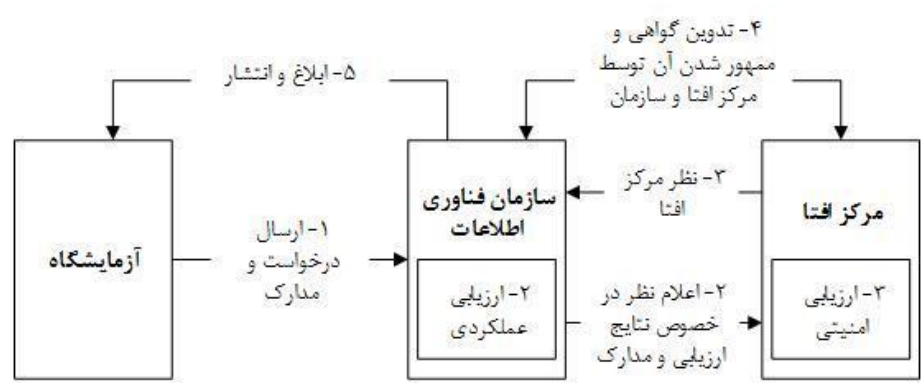 ۴- تدوین گواهی و
ممهور شدن آن توسط
مرکز افتا و سازمان
۵- ابلاغ و انتشار
مرکز افتا
۳- نظر مرکز
افتا
سازمان فناوری
اطلاعات
۱- ارسال
درخواست و
مدارک
آزمایشگاه
۳- ارزیابی
امنیتی
۲- اعلام نظر در
خصوص نتایج
ارزیابی و مدارک
۲- ارزیابی
عملکردی